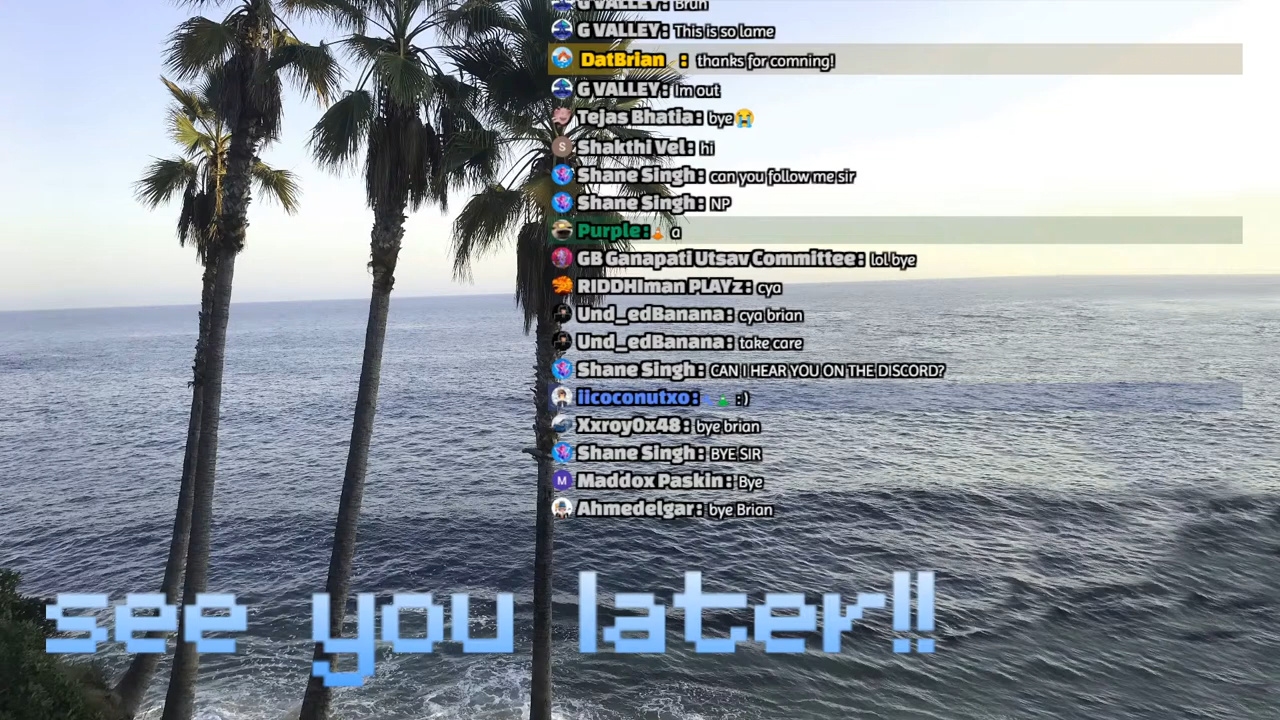 G VALLEY: Bruh
G VALLEY: This is so lame
DatBrian : thanks for comning!
G VALLEY: Im out
Tejas Bhatia: bye😭
S Shakthi Vel: hi
Shane Singh: can you follow me sir
Shane Singh: NP
Purple: a
GB Ganapati Utsav Committee: lol bye
RIDDHIman PLAYz: cya
Und_edBanana: cya brian
Und_edBanana: take care
Shane Singh: CAN I HEAR YOU ON THE DISCORD?
iicoconutxo: :)
Xxroy0x48: bye brian
Shane Singh: BYE SIR
M Maddox Paskin: Bye
Ahmedelgar: bye Brian
see you later!!